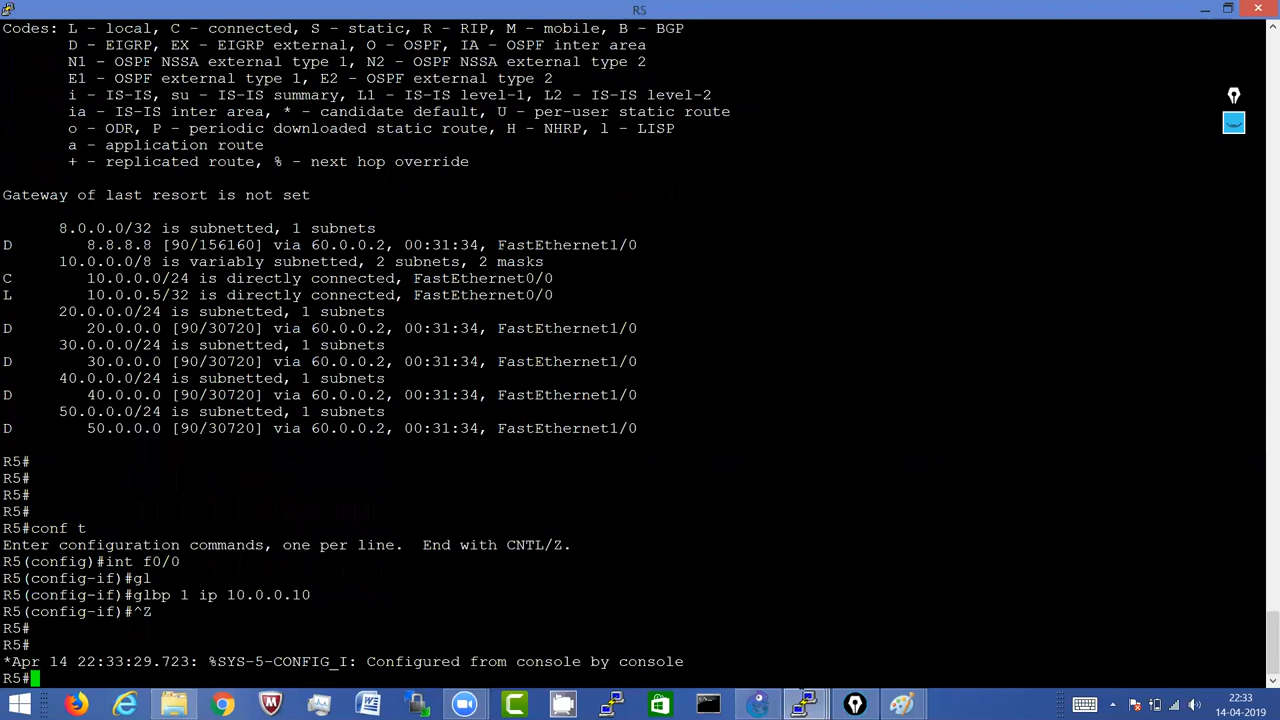 R5
Codes: L - local, C - connected, S - static, R - RIP, M - mobile, B - BGP
D - EIGRP, EX - EIGRP external, O - OSPF, IA - OSPF inter area
N1 - OSPF NSSA external type 1, N2 - OSPF NSSA external type 2
E1 - OSPF external type 1, E2 - OSPF external type 2
i - IS-IS, su - IS-IS summary, L1 - IS-IS level-1, L2 - IS-IS level-2
ia - IS-IS inter area, * - candidate default, U - per-user static route
o - ODR, P - periodic downloaded static route, H - NHRP, l - LISP
a - application route
+ - replicated route, % - next hop override
Gateway of last resort is not set
8.0.0.0/32 is subnetted, 1 subnets
D 8.8.8.8 [90/156160] via 60.0.0.2, 00:31:34, FastEthernet1/0
10.0.0.0/8 is variably subnetted, 2 subnets, 2 masks
C 10.0.0.0/24 is directly connected, FastEthernet0/0
L 10.0.0.5/32 is directly connected, FastEthernet0/0
20.0.0.0/24 is subnetted, 1 subnets
D 20.0.0.0 [90/30720] via 60.0.0.2, 00:31:34, FastEthernet1/0
30.0.0.0/24 is subnetted, 1 subnets
D 30.0.0.0 [90/30720] via 60.0.0.2, 00:31:34, FastEthernet1/0
40.0.0.0/24 is subnetted, 1 subnets
D 40.0.0.0 [90/30720] via 60.0.0.2, 00:31:34, FastEthernet1/0
50.0.0.0/24 is subnetted, 1 subnets
D 50.0.0.0 [90/30720] via 60.0.0.2, 00:31:34, FastEthernet1/0
R5#
R5#
R5#
R5#
R5#conf t
Enter configuration commands, one per line. End with CNTL/Z.
R5(config)#int f0/0
R5(config-if)#gl
R5(config-if)#glbp 1 ip 10.0.0.10
R5(config-if)#^Z
R5#
R5#
*Apr 14 22:33:29.723: %SYS-5-CONFIG_I: Configured from console by console
R5#
22:33
14-04-2019